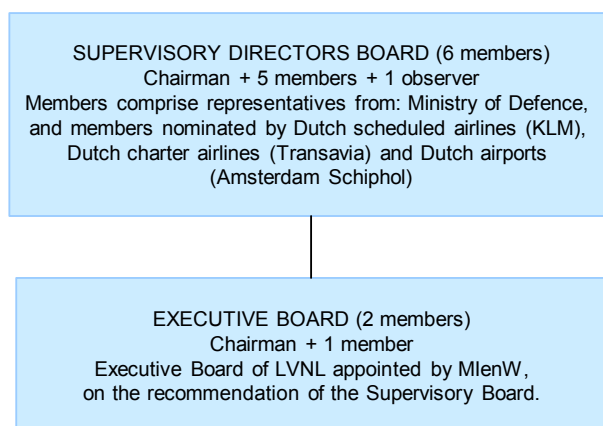 SUPERVISORY DIRECTORS BOARD (6 members)
Chairman + 5 members + 1 observer
Members comprise representatives from: Ministry of Defence,
and members nominated by Dutch scheduled airlines (KLM),
Dutch charter airlines (Transavia) and Dutch airports
(Amsterdam Schiphol)
EXECUTIVE BOARD (2 members)
Chairman + 1 member
Executive Board of LVNL appointed by MIenW,
on the recommendation of the Supervisory Board.